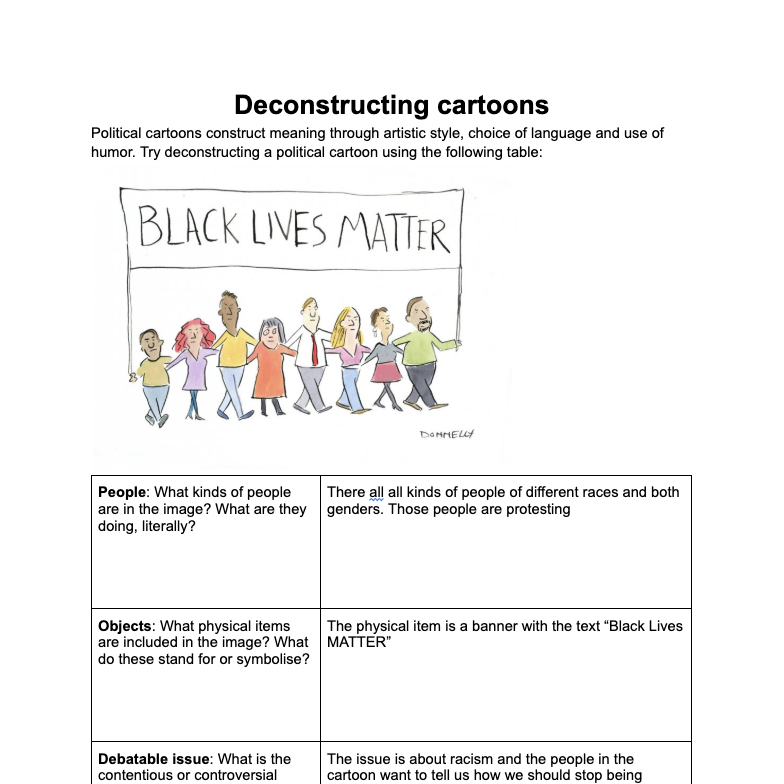 Deconstructing cartoons
Political cartoons construct meaning through artistic style, choice of language and use of
humor. Try deconstructing a political cartoon using the following table:
BLACK LIVES MATTER
DONNELLY
People: What kinds of people
are in the image? What are they
doing, literally?
There all all kinds of people of different races and both
genders. Those people are protesting
Objects: What physical items
are included in the image? What
do these stand for or symbolise?
The physical item is a banner with the text “Black Lives
MATTER”
Debatable issue: What is the
contentious or controversial
The issue is about racism and the people in the
cartoon want to tell us how we should stop being